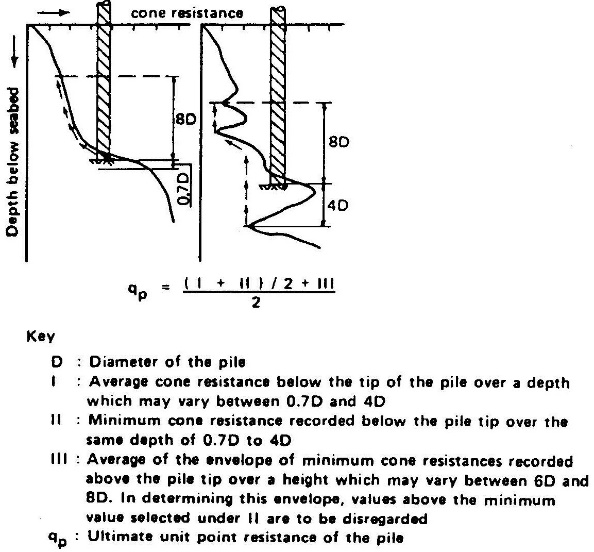 cone resistance
Depth below seabed
8D
0.7D
8D
4D
qp = ( I + II ) / 2 + III
2
Key
D : Diameter of the pile
I : Average cone resistance below the tip of the pile over a depth
which may vary between 0.7D and 4D
II : Minimum cone resistance recorded below the pile tip over the
same depth of 0.7D to 4D
III : Average of the envelope of minimum cone resistances recorded
above the pile tip over a height which may vary between 6D and
8D. In determining this envelope, values above the minimum
value selected under II are to be disregarded
qp : Ultimate unit point resistance of the pile